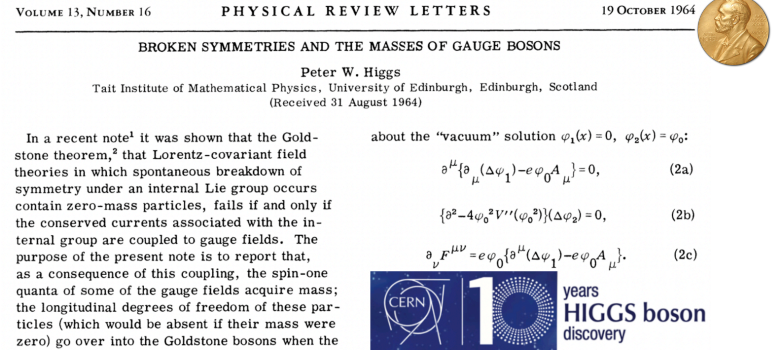 VOLUME 13, NUMBER 16 PHYSICAL REVIEW LETTERS 19 OCTOBER 1964
BROKEN SYMMETRIES AND THE MASSES OF GAUGE BOSONS
Peter W. Higgs
Tait Institute of Mathematical Physics, University of Edinburgh, Edinburgh, Scotland
(Received 31 August 1964)
In a recent note¹ it was shown that the Gold-
stone theorem,² that Lorentz-covariant field
theories in which spontaneous breakdown of
symmetry under an internal Lie group occurs
contain zero-mass particles, fails if and only if
the conserved currents associated with the in-
ternal group are coupled to gauge fields. The
purpose of the present note is to report that,
as a consequence of this coupling, the spin-one
quanta of some of the gauge fields acquire mass;
the longitudinal degrees of freedom of these par-
ticles (which would be absent if their mass were
zero) go over into the Goldstone bosons when the
about the "vacuum" solution φ₁(x) = 0, φ₂(x) = φ₀:
∂^μ{∂_μ(Δφ₁)−eφ₀A_μ}=0, (2a)
{∂²−4φ₀²V′′(φ₀²)}(Δφ₂) = 0, (2b)
∂_νF^μν=eφ₀{∂^μ(Δφ₁)−eφ₀A_μ}. (2c)
CERN
10
years
HIGGS boson
discovery